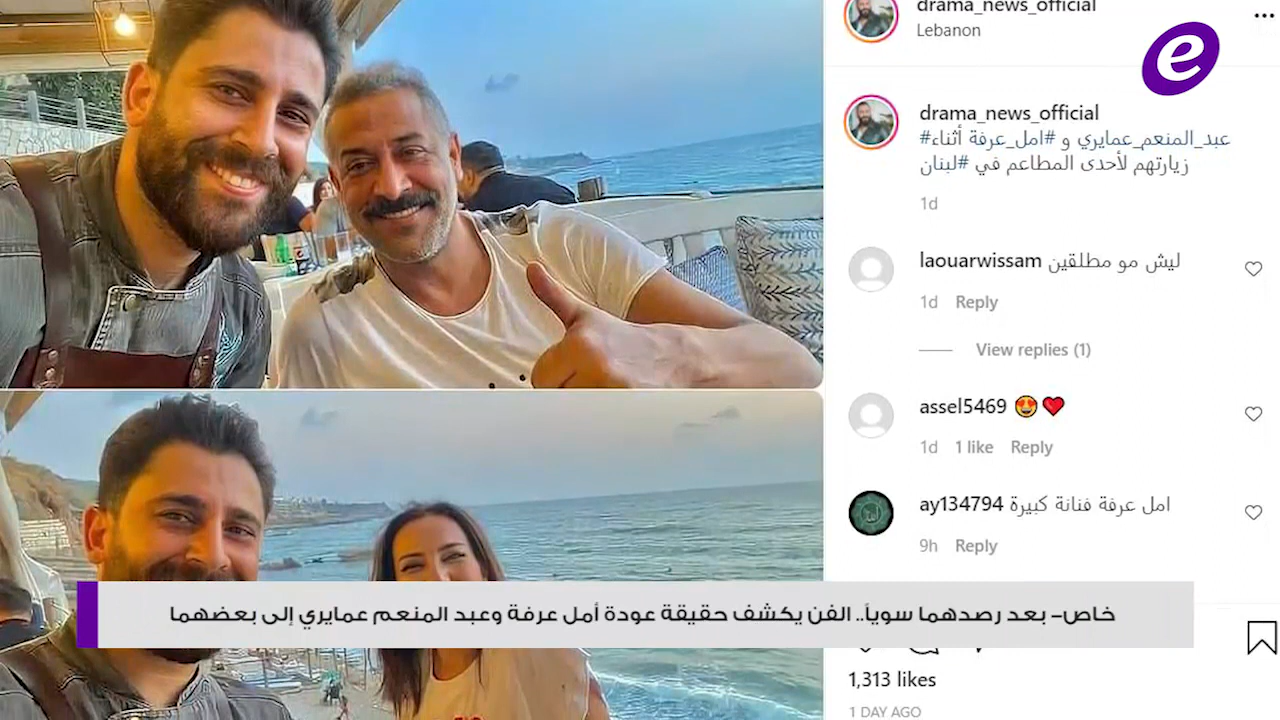 drama_news_official
Lebanon
e
drama_news_official
#عبد_المنعم_عمايري و #امل_عرفة أثناء
زيارتهم لأحدى المطاعم في #لبنان
1d
laouarwissam ليش مو مطلقين
1d Reply
View replies (1)
assel5469 😍❤️
1d 1 like Reply
ay134794 امل عرفة فنانة كبيرة
9h Reply
خاص- بعد رصدهما سوياً.. الفن يكشف حقيقة عودة أمل عرفة وعبد المنعم عمايري إلى بعضهما
1,313 likes
1 DAY AGO